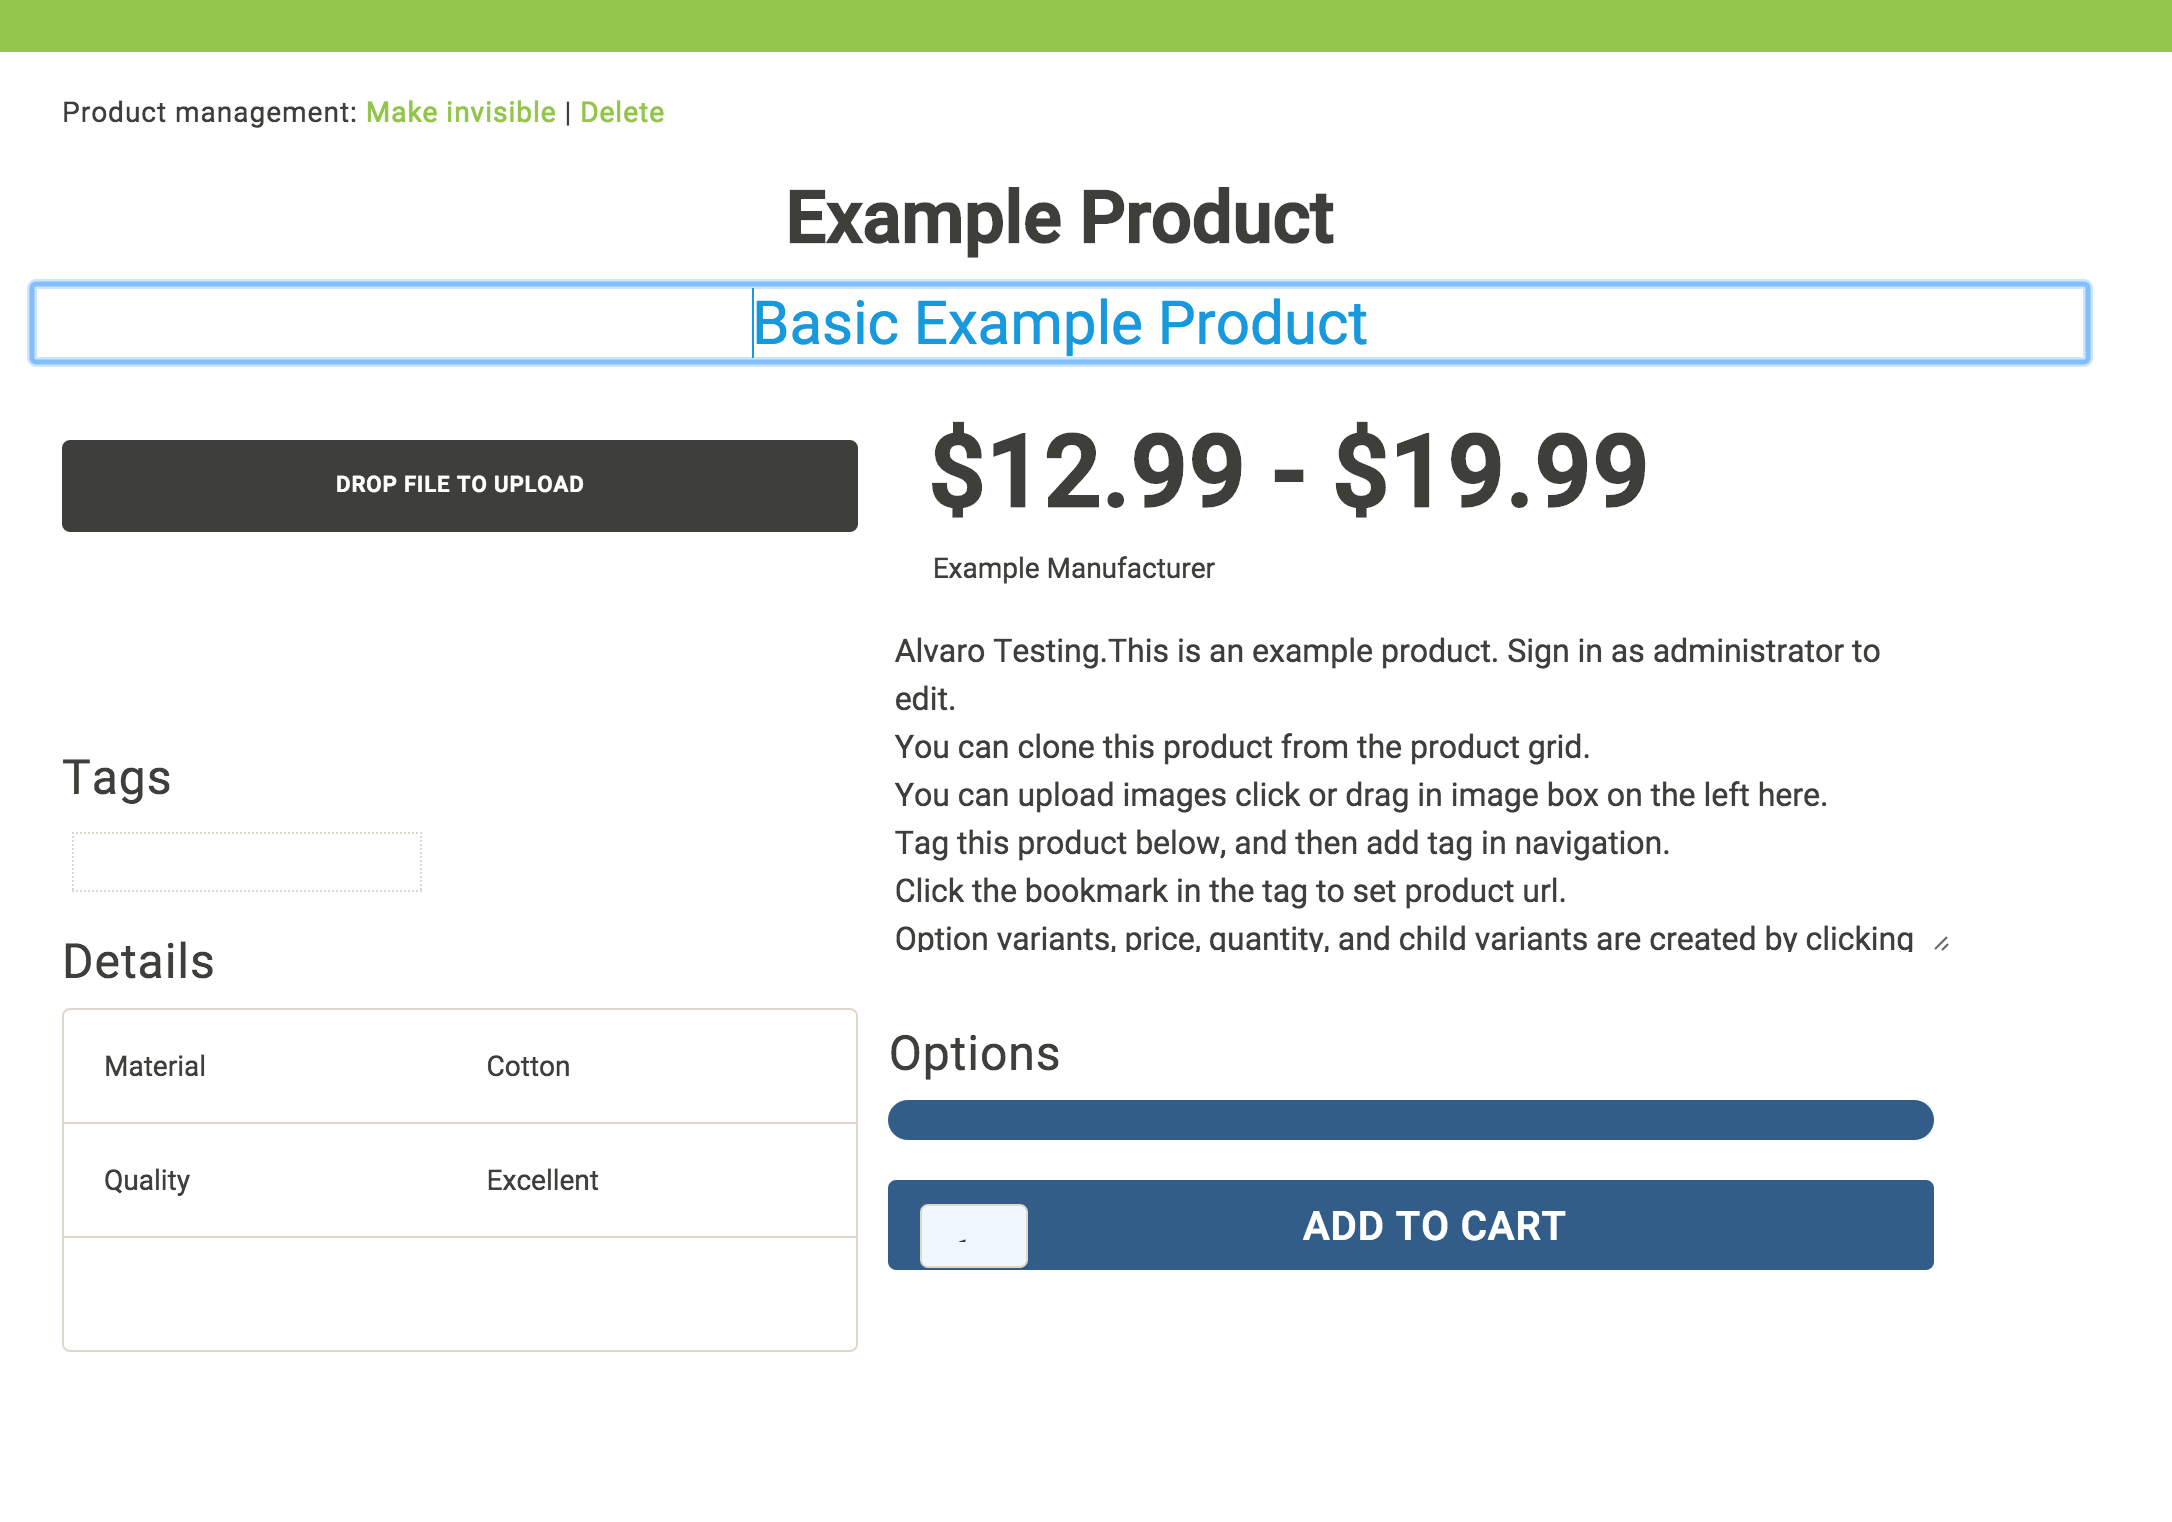 Product management: Make invisible | Delete
Example Product
Basic Example Product
DROP FILE TO UPLOAD
$12.99 - $19.99
Example Manufacturer
Alvaro Testing.This is an example product. Sign in as administrator to
edit.
You can clone this product from the product grid.
You can upload images click or drag in image box on the left here.
Tag this product below, and then add tag in navigation.
Click the bookmark in the tag to set product url.
Option variants, price, quantity, and child variants are created by clicking
Tags
Details
Material Cotton
Quality Excellent
Options
ADD TO CART